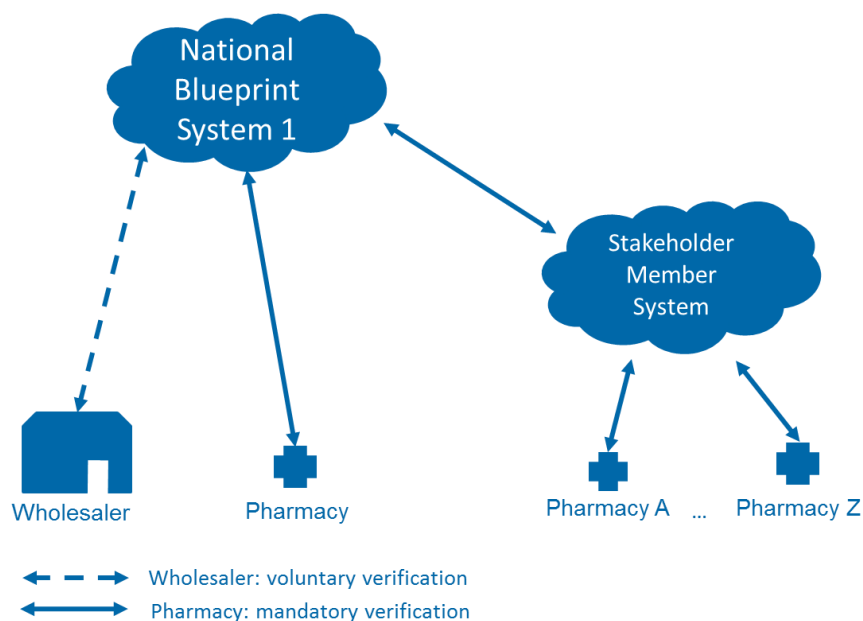 National
Blueprint
System 1
Stakeholder
Member
System
Wholesaler
Pharmacy
Pharmacy A ... Pharmacy Z
Wholesaler: voluntary verification
Pharmacy: mandatory verification